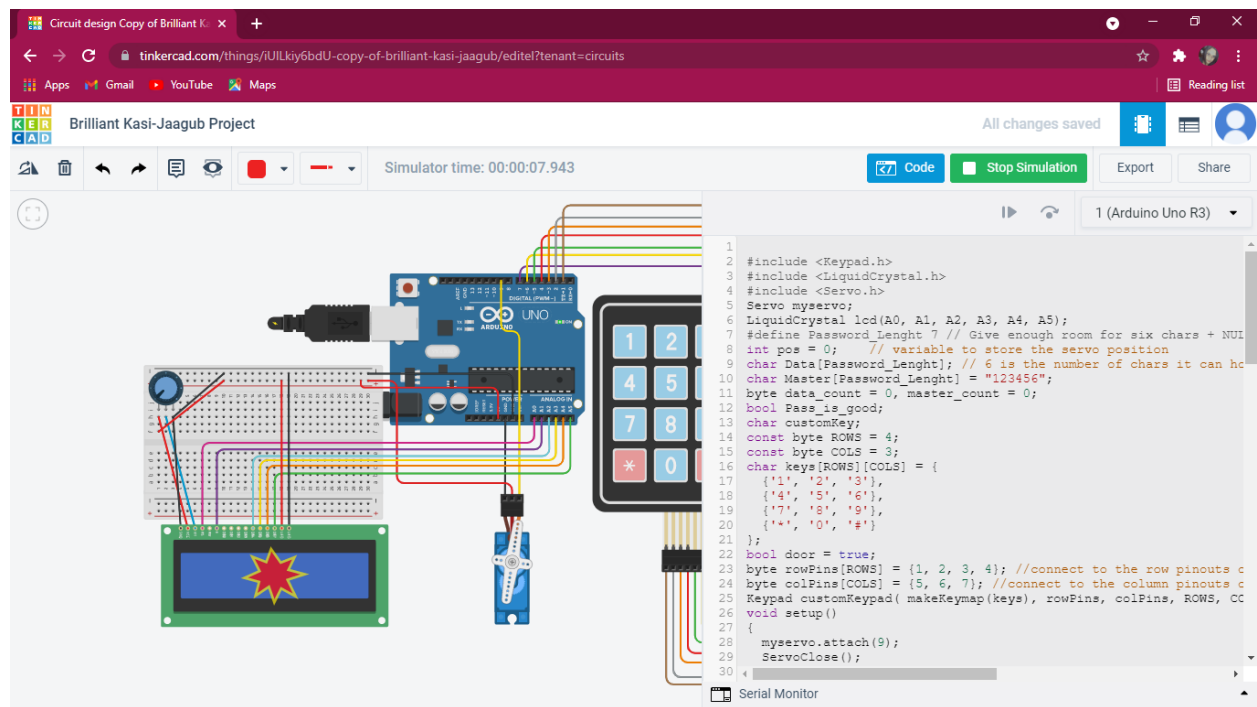 Circuit design Copy of Brilliant Ka
tinkercad.com/things/iUlLkiy6bdU-copy-of-brilliant-kasi-jaagub/editel?tenant=circuits
Apps Gmail YouTube Maps Reading list
TIN
KER
CAD
Brilliant Kasi-Jaagub Project
All changes saved
Simulator time: 00:00:07.943
Code
Stop Simulation
Export
Share
1 (Arduino Uno R3)
DIGITAL (PWM~)
UNO
ARDUINO
ON
POWER
ANALOG IN
1 2
4 5
7 8
* 0
1
2 #include <Keypad.h>
3 #include <LiquidCrystal.h>
4 #include <Servo.h>
5 Servo myservo;
6 LiquidCrystal lcd(A0, A1, A2, A3, A4, A5);
7 #define Password_Lenght 7 // Give enough room for six chars + NUL
8 int pos = 0; // variable to store the servo position
9 char Data[Password_Lenght]; // 6 is the number of chars it can ho
10 char Master[Password_Lenght] = "123456";
11 byte data_count = 0, master_count = 0;
12 bool Pass_is_good;
13 char customKey;
14 const byte ROWS = 4;
15 const byte COLS = 3;
16 char keys[ROWS][COLS] = {
17 {'1', '2', '3'},
18 {'4', '5', '6'},
19 {'7', '8', '9'},
20 {'*', '0', '#'}
21 };
22 bool door = true;
23 byte rowPins[ROWS] = {1, 2, 3, 4}; //connect to the row pinouts o
24 byte colPins[COLS] = {5, 6, 7}; //connect to the column pinouts o
25 Keypad customKeypad( makeKeymap(keys), rowPins, colPins, ROWS, CO
26 void setup()
27 {
28 myservo.attach(9);
29 ServoClose();
30
Serial Monitor